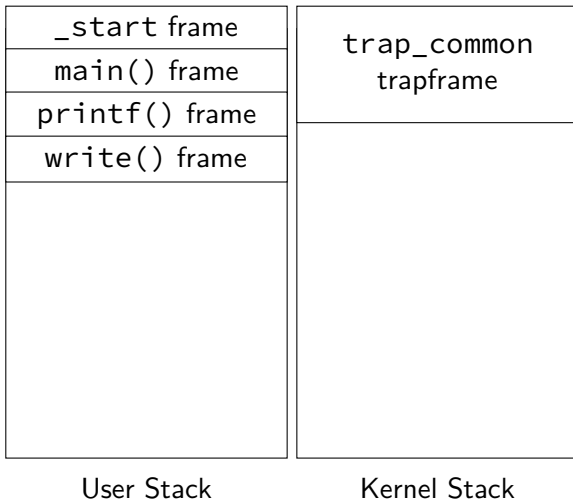 _start frame
main() frame
printf() frame
write() frame
trap_common
trapframe
User Stack
Kernel Stack